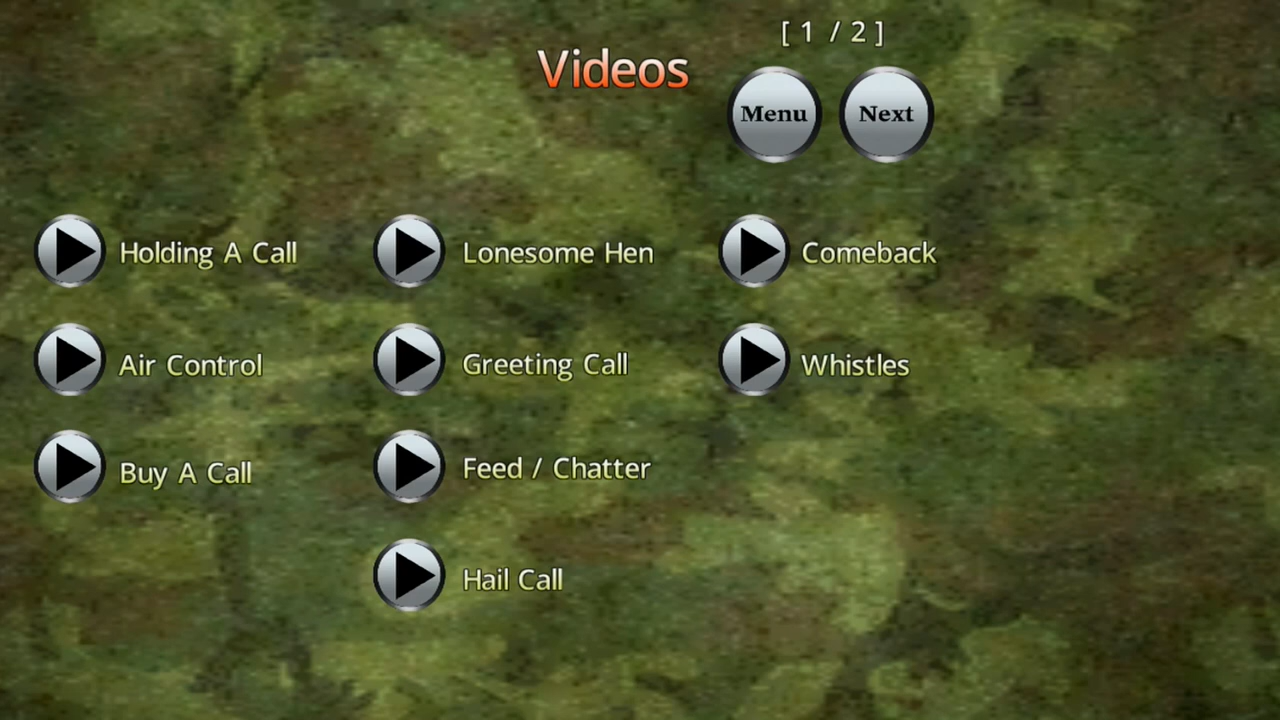 [ 1 / 2 ]
Videos
Menu
Next
Holding A Call
Lonesome Hen
Comeback
Air Control
Greeting Call
Whistles
Buy A Call
Feed / Chatter
Hail Call